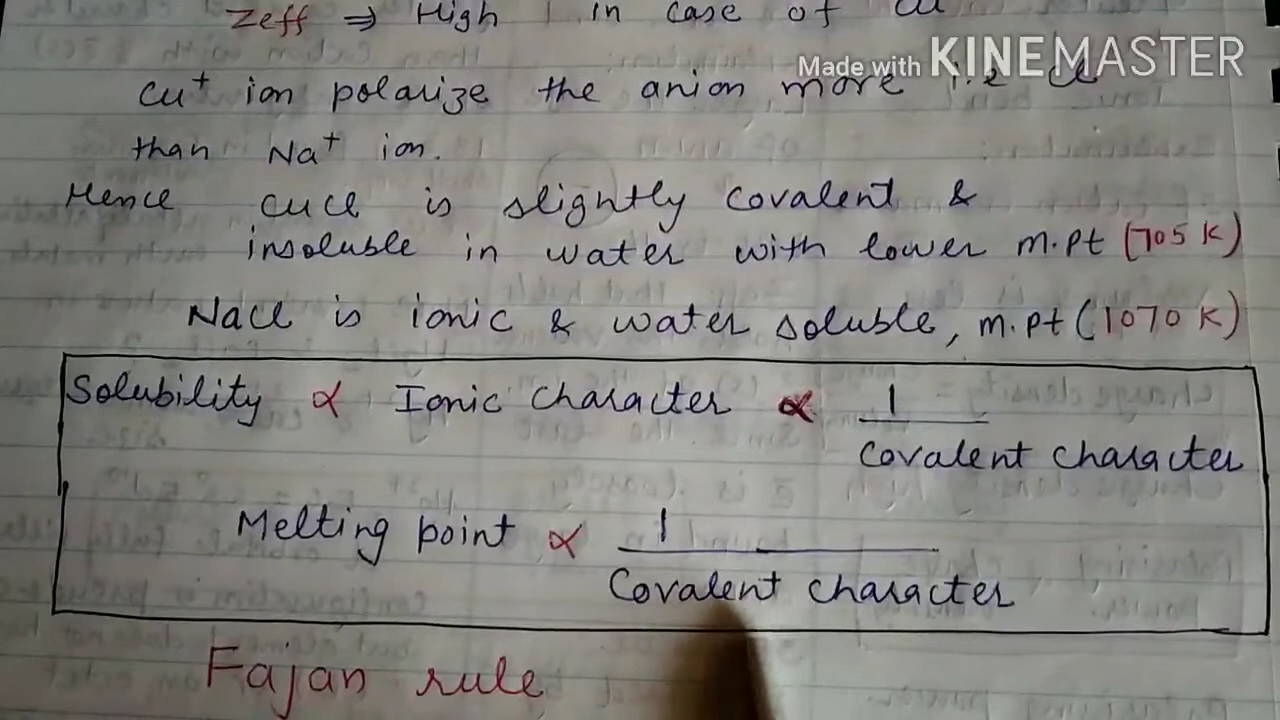 Zeff ⇒ High in case of Cu
Made with KINEMASTER
Cu⁺ ion polarize the anion more i.e Cl
than Na⁺ ion.
Hence CuCl is slightly covalent &
insoluble in water with lower m.pt (705 K)
NaCl is ionic & water soluble, m.pt (1070 K)
Solubility ∝ Ionic character ∝ 1
Covalent character
Melting point ∝ 1
Covalent character
Fajan rule